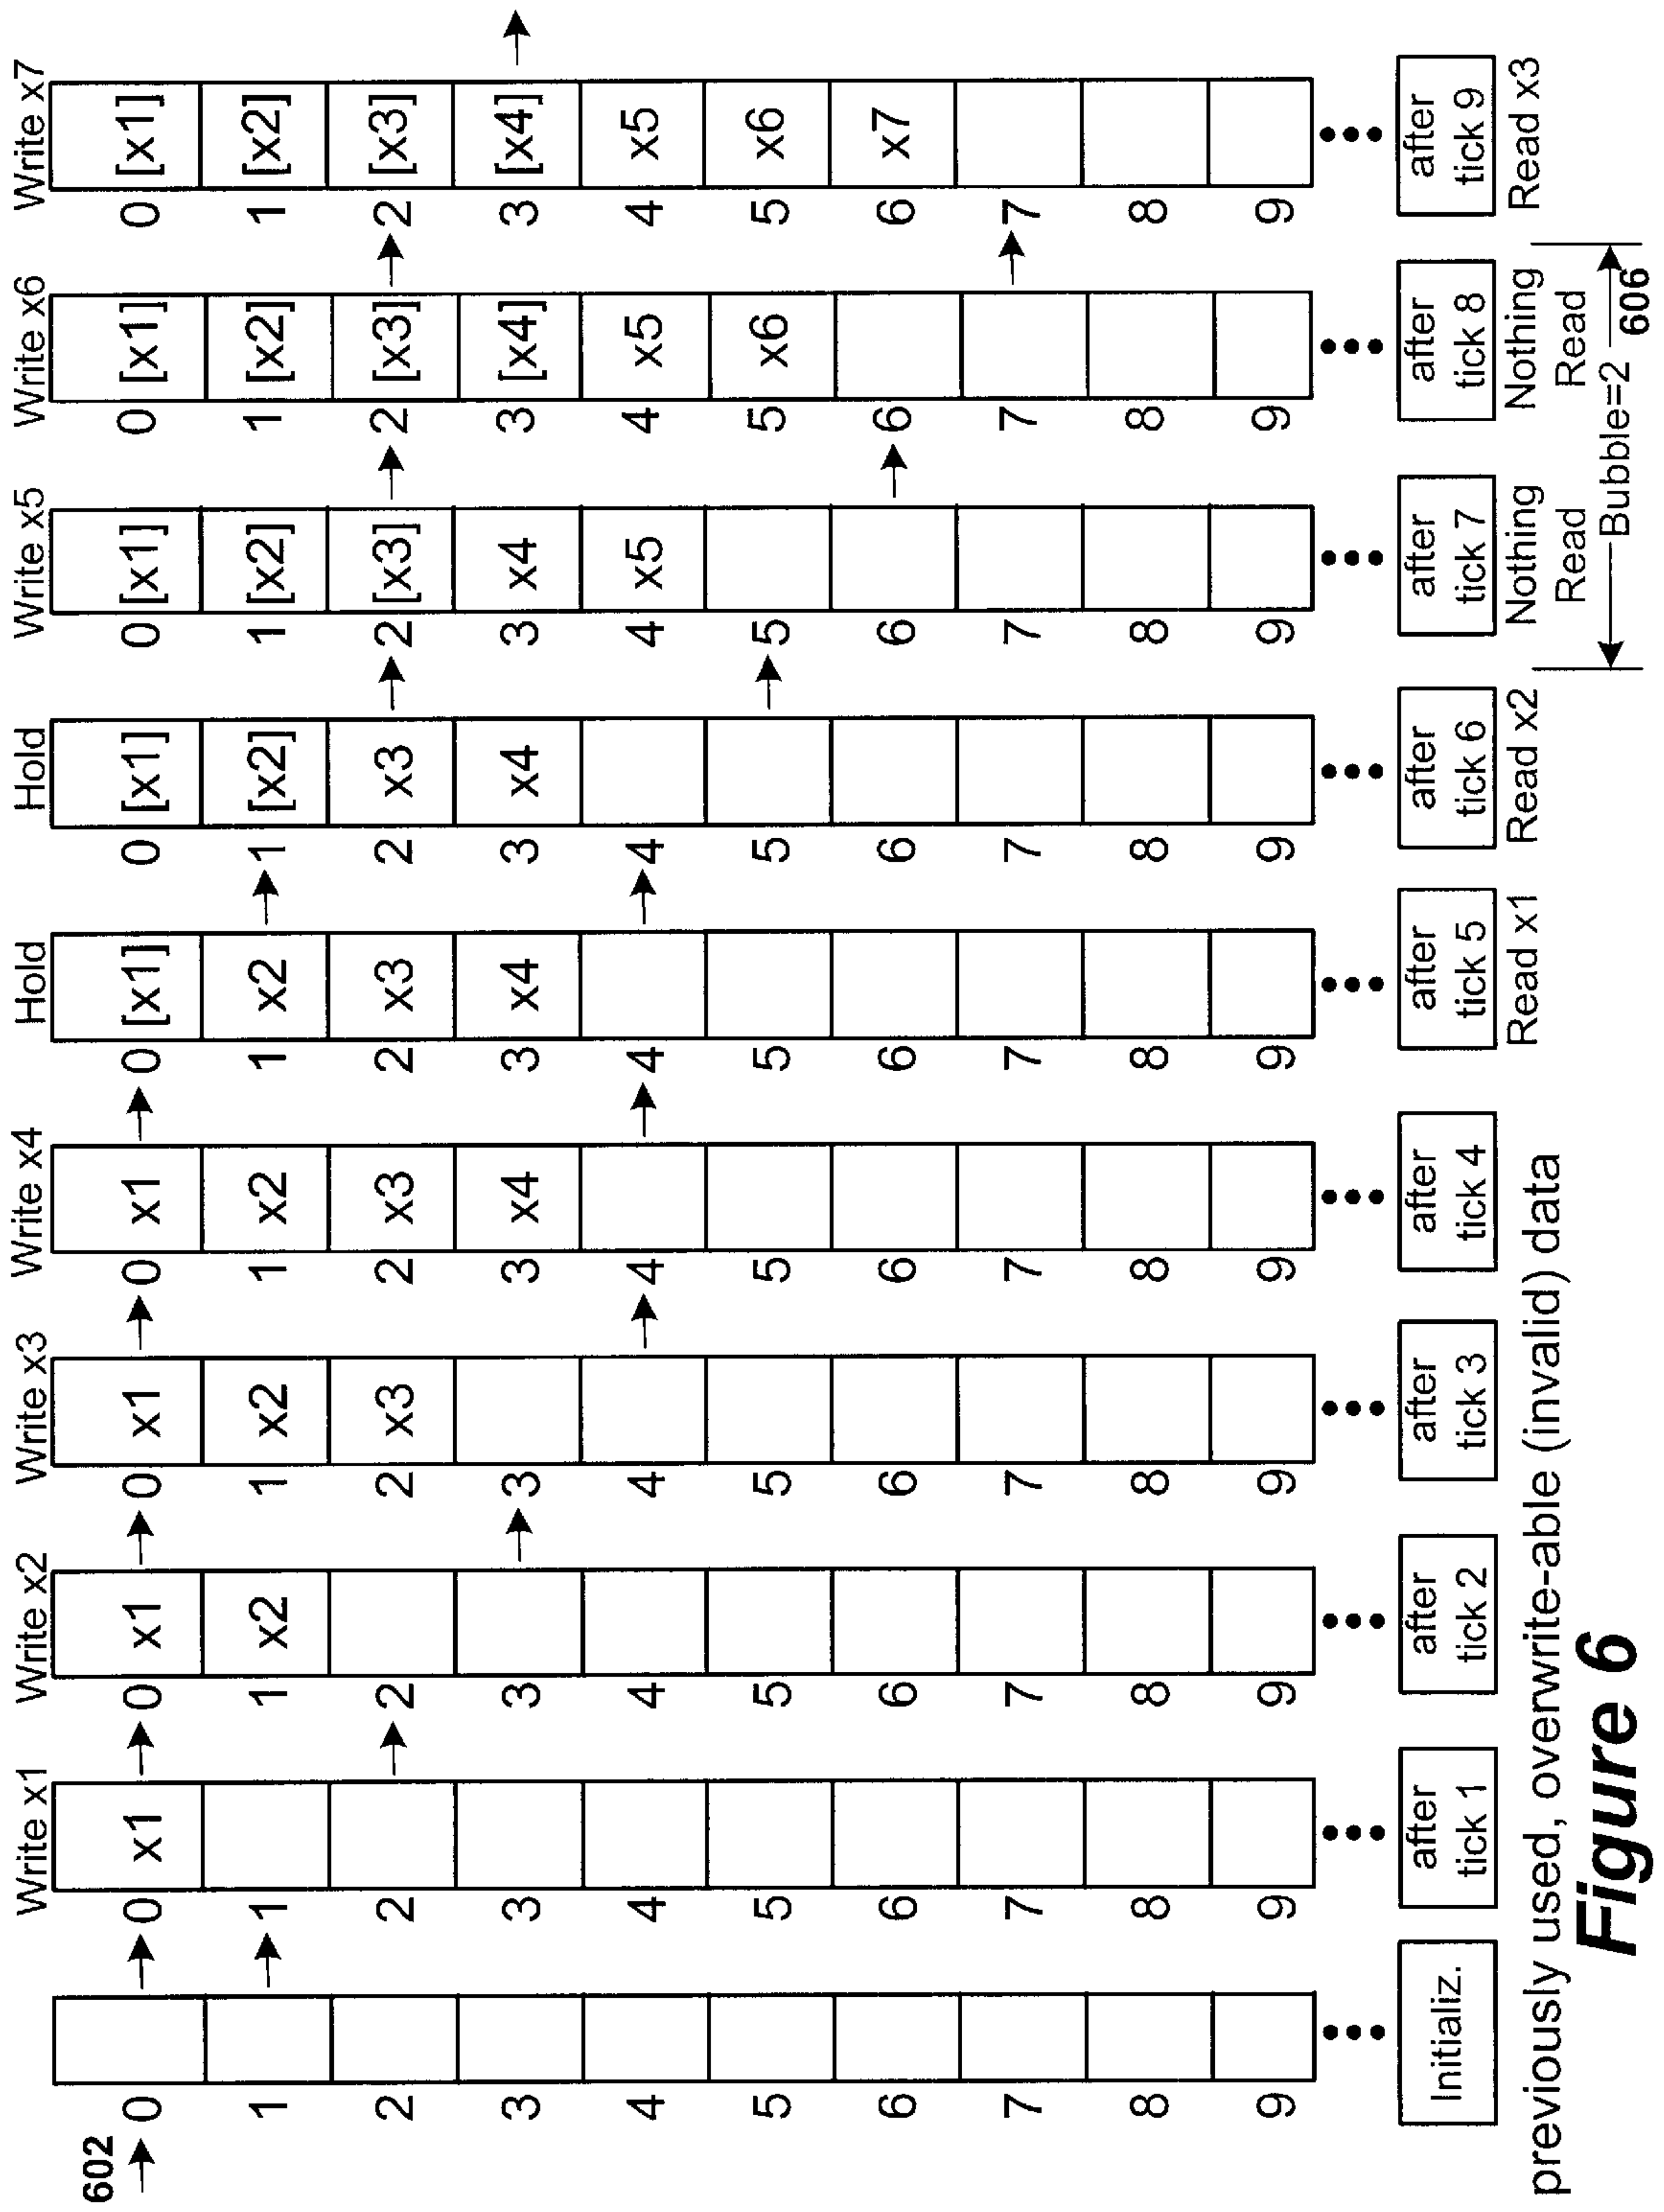 Write x1 Write x2 Write x3 Write x4 Hold Hold Write x5 Write x6 Write x7
602
0 0 x1 0 x1 0 x1 0 x1 0 [x1] 0 [x1] 0 [x1] 0 [x1] 0 [x1]
1 1 1 x2 1 x2 1 x2 1 x2 1 [x2] 1 [x2] 1 [x2] 1 [x2]
2 2 2 2 x3 2 x3 2 x3 2 x3 2 [x3] 2 [x3] 2 [x3]
3 3 3 3 3 x4 3 x4 3 x4 3 x4 3 [x4] 3 [x4]
4 4 4 4 4 4 4 4 x5 4 x5 4 x5
5 5 5 5 5 5 5 5 5 x6 5 x6
6 6 6 6 6 6 6 6 6 6 x7
7 7 7 7 7 7 7 7 7 7
8 8 8 8 8 8 8 8 8 8
9 9 9 9 9 9 9 9 9 9
Initializ. after after after after after after after after after
tick 1 tick 2 tick 3 tick 4 tick 5 tick 6 tick 7 tick 8 tick 9
Read x1 Read x2 Nothing Nothing Read x3
previously used, overwrite-able (invalid) data Read Read
Bubble=2
606
Figure 6